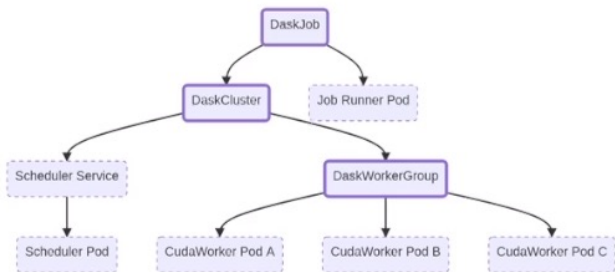 DaskJob
DaskCluster
Job Runner Pod
Scheduler Service
DaskWorkerGroup
Scheduler Pod
CudaWorker Pod A
CudaWorker Pod B
CudaWorker Pod C